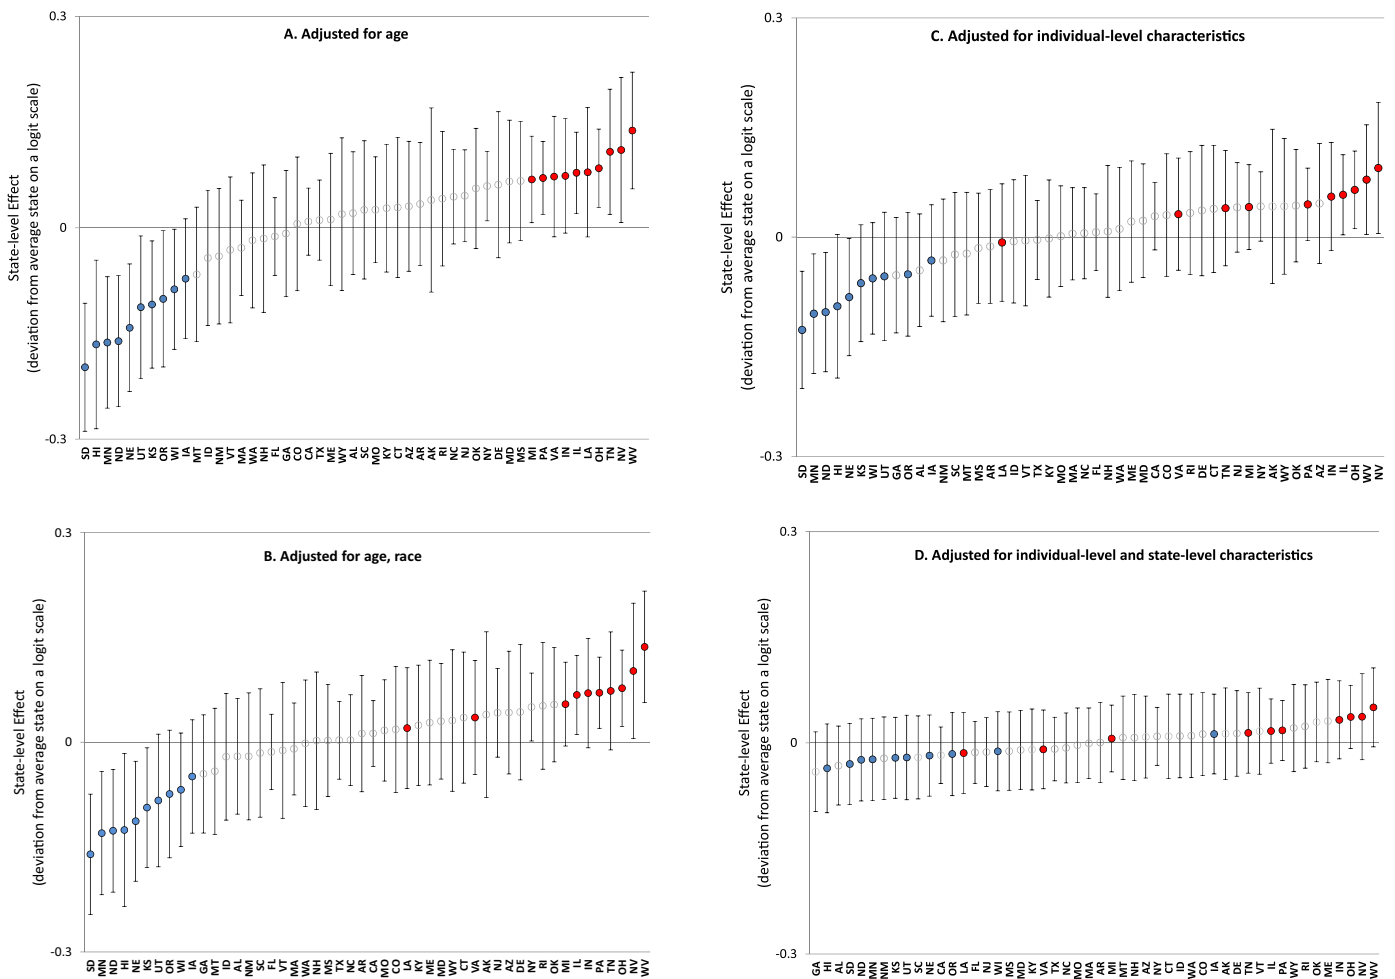 A. Adjusted for age
0.3
0
-0.3
State-level Effect
(deviation from average state on a logit scale)
SD HI MN ND NE UT KS OR WI IA MT ID NM VT MA WA NH FL GA CO CA TX ME WY AL SC MO KY CT AZ AR AK RI NC NJ OK NY DE MD MS MI PA VA IN IL LA OH TN NV WV
C. Adjusted for individual-level characteristics
0.3
0
-0.3
State-level Effect
(deviation from average state on a logit scale)
SD MN ND HI NE KS WI UT GA OR AL IA NM SC MT MS AR LA ID VT TX KY MO MA NC FL NH WA ME MD CA CO VA RI DE CT TN NJ MI NY AK WY OK PA AZ IN IL OH WV NV
B. Adjusted for age, race
0.3
0
-0.3
State-level Effect
(deviation from average state on a logit scale)
SD MN ND HI NE KS UT OR WI IA GA MT ID AL NM SC FL VT MA WA NH MS TX NC AR CA MO CO LA KY ME MD WY CT VA AK NJ AZ DE NY RI OK MI IL IN PA TN OH NV WV
D. Adjusted for individual-level and state-level characteristics
0.3
0
-0.3
State-level Effect
(deviation from average state on a logit scale)
GA HI AL SD ND MN NM KS UT SC NE CA OR LA FL NJ WI MS MD KY VA TX NC MO MA AR MI MT NH AZ NY CT ID WA CO IA AK DE TN VT IL PA WY RI OK ME IN OH NV WV